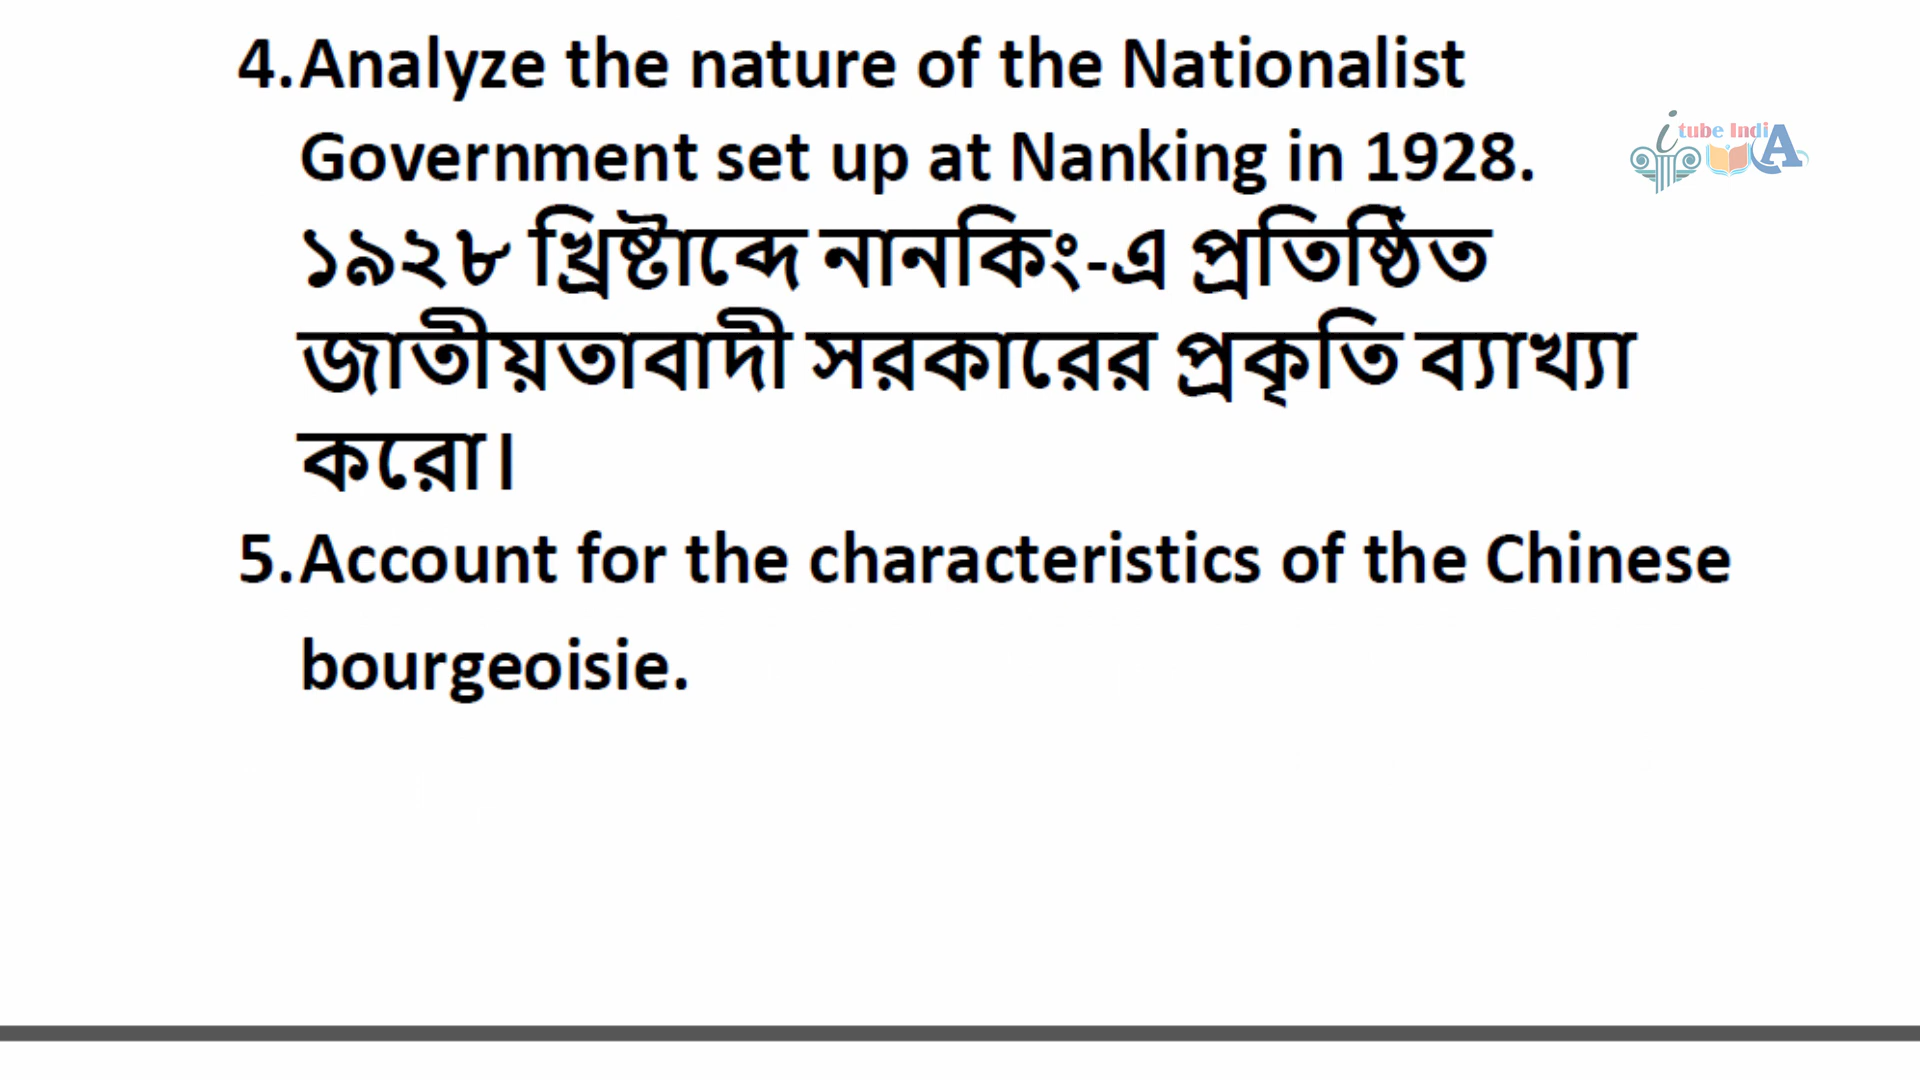 4. Analyze the nature of the Nationalist
Government set up at Nanking in 1928.
itube IndiA
১৯২৮ খ্রিষ্টাব্দে নানকিং-এ প্রতিষ্ঠিত
জাতীয়তাবাদী সরকারের প্রকৃতি ব্যাখ্যা
করো।
5. Account for the characteristics of the Chinese
bourgeoisie.